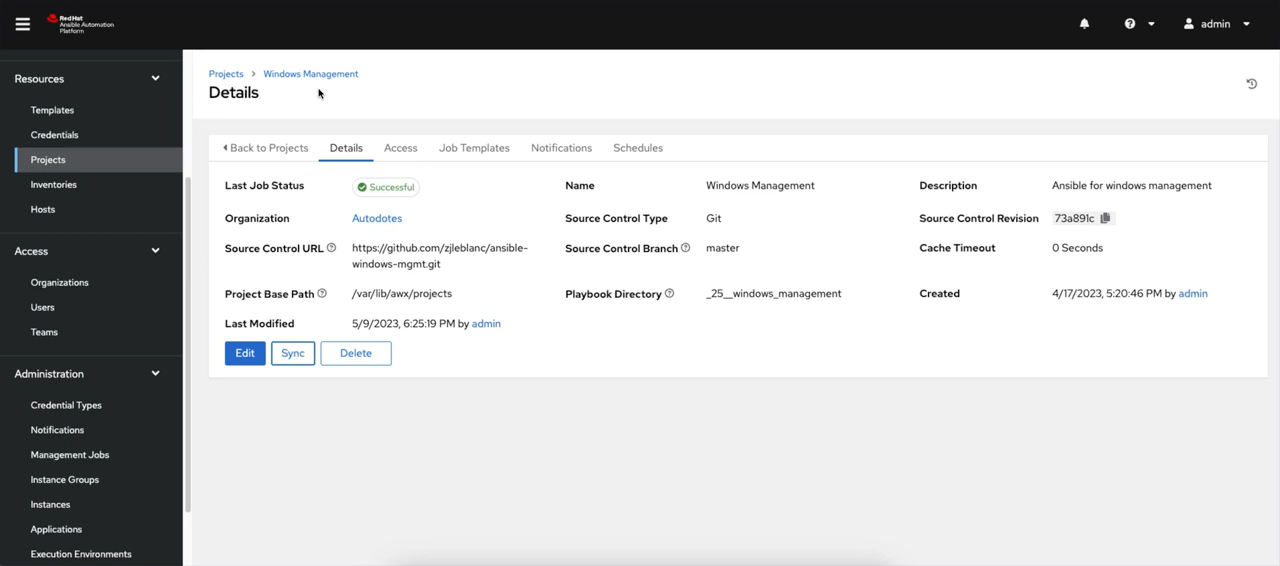 Red Hat
Ansible Automation
Platform
admin
Resources
Templates
Credentials
Projects
Inventories
Hosts
Access
Organizations
Users
Teams
Administration
Credential Types
Notifications
Management Jobs
Instance Groups
Instances
Applications
Execution Environments
Projects > Windows Management
Details
Back to Projects Details Access Job Templates Notifications Schedules
Last Job Status Successful Name Windows Management Description Ansible for windows management
Organization Autodotes Source Control Type Git Source Control Revision 73a891c
Source Control URL https://github.com/zjleblanc/ansible- Source Control Branch master Cache Timeout 0 Seconds
windows-mgmt.git
Project Base Path /var/lib/awx/projects Playbook Directory _25__windows_management Created 4/17/2023, 5:20:46 PM by admin
Last Modified 5/9/2023, 6:25:19 PM by admin
Edit Sync Delete